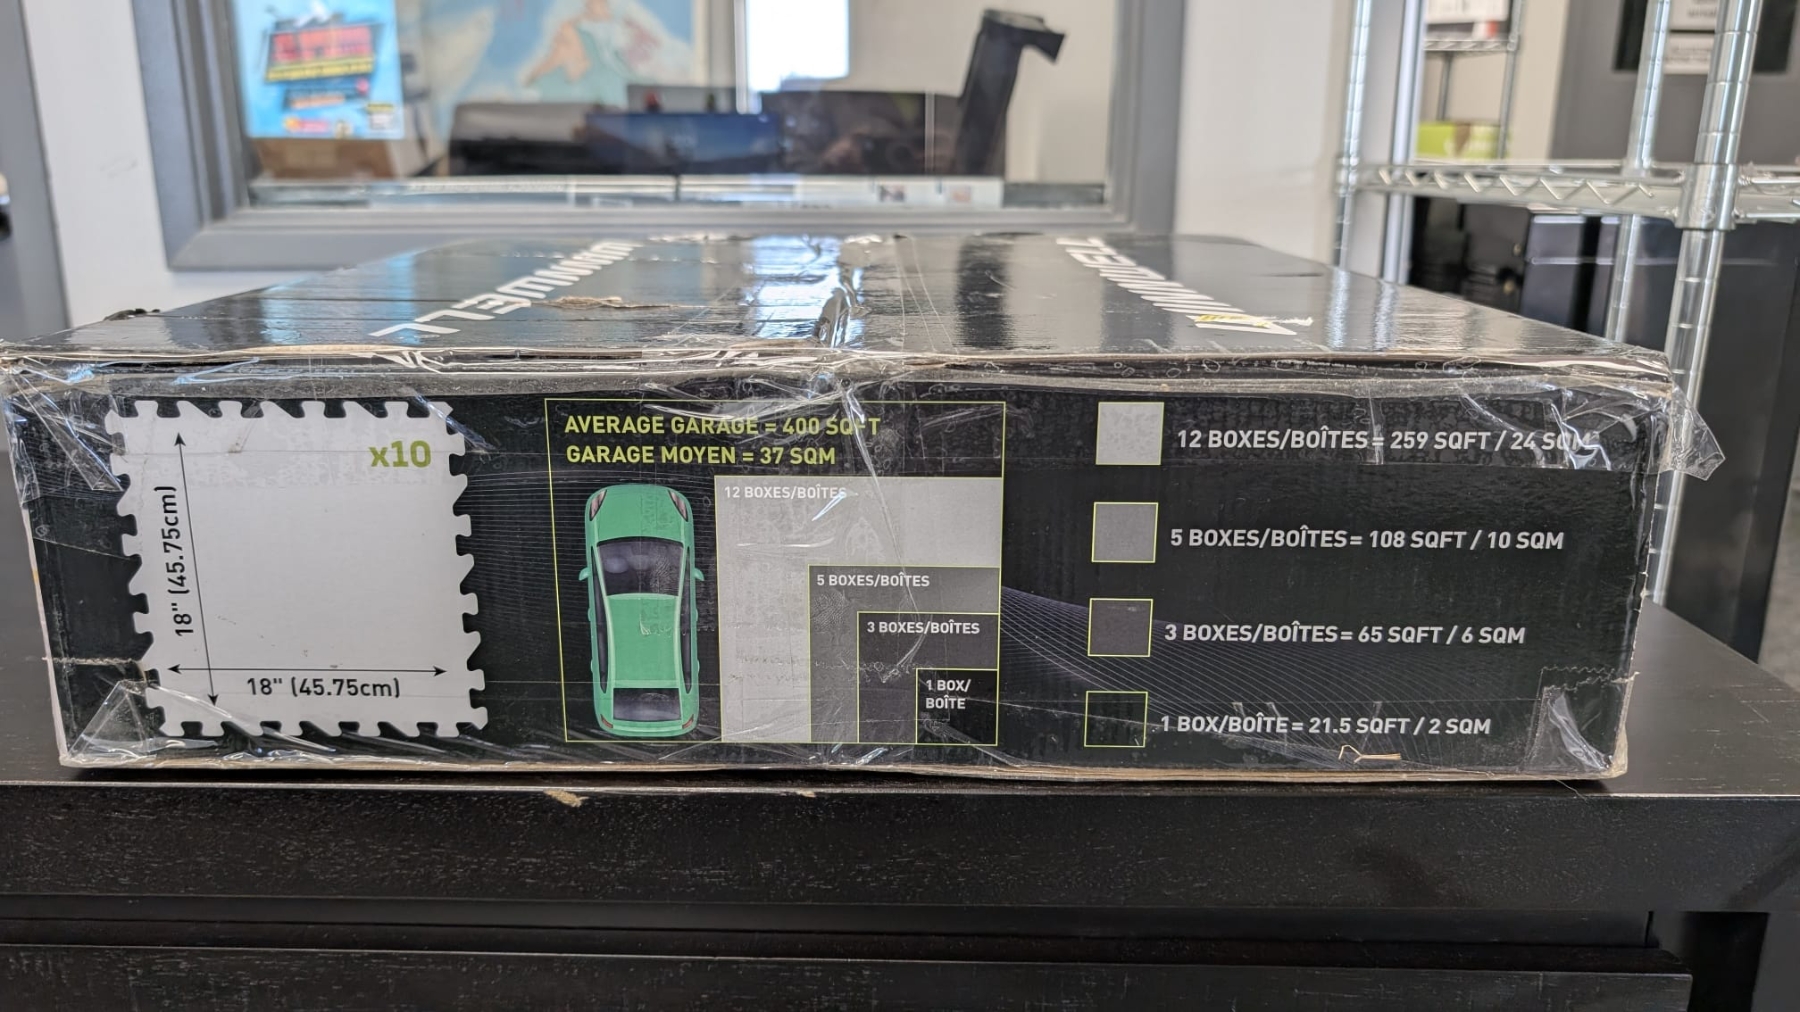 x10
18" (45.75cm)
18" (45.75cm)
AVERAGE GARAGE = 400 SQFT
GARAGE MOYEN = 37 SQM
12 BOXES/BOÎTES
5 BOXES/BOÎTES
3 BOXES/BOÎTES
1 BOX/
BOÎTE
12 BOXES/BOÎTES = 259 SQFT / 24 SQM
5 BOXES/BOÎTES = 108 SQFT / 10 SQM
3 BOXES/BOÎTES = 65 SQFT / 6 SQM
1 BOX/BOÎTE = 21.5 SQFT / 2 SQM